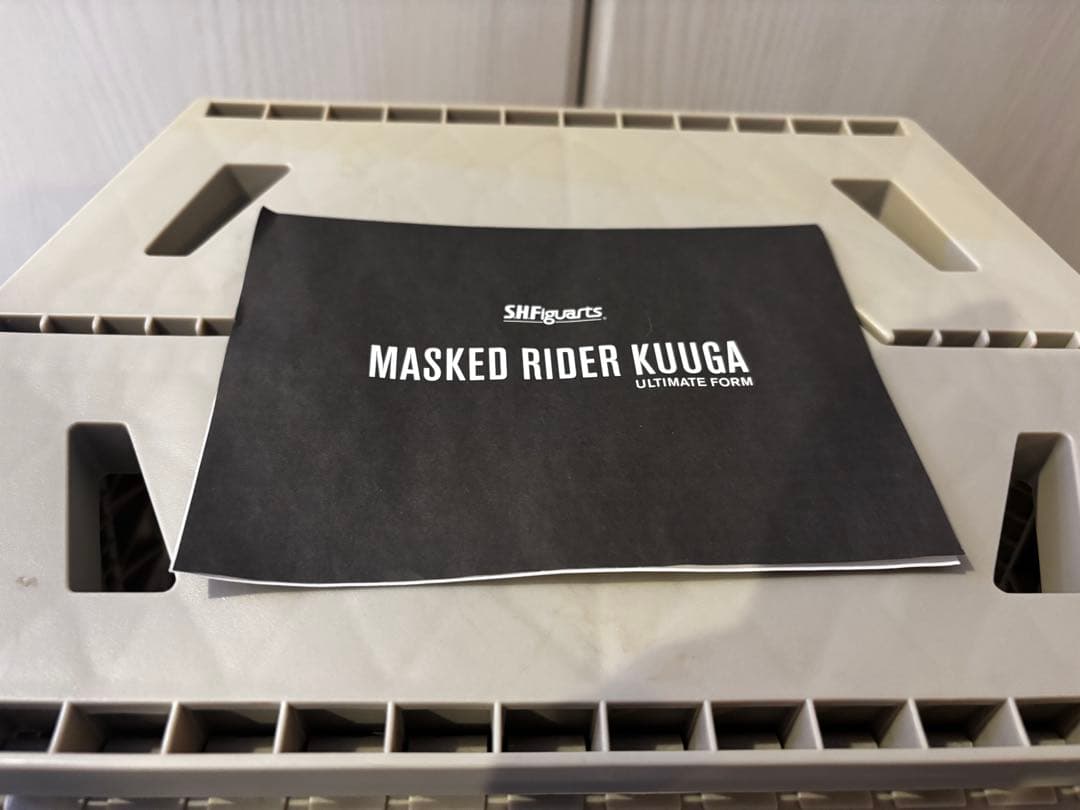 S.H.Figuarts
MASKED RIDER KUUGA
ULTIMATE FORM